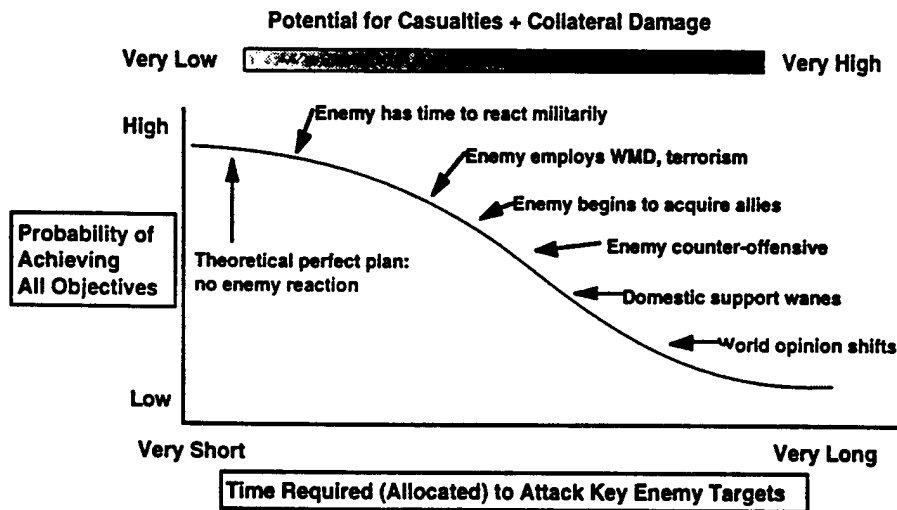 Potential for Casualties + Collateral Damage
Very Low
Very High
High
Enemy has time to react militarily
Enemy employs WMD, terrorism
Enemy begins to acquire allies
Probability of
Achieving
All Objectives
Enemy counter-offensive
Theoretical perfect plan:
no enemy reaction
Domestic support wanes
World opinion shifts
Low
Very Short
Very Long
Time Required (Allocated) to Attack Key Enemy Targets